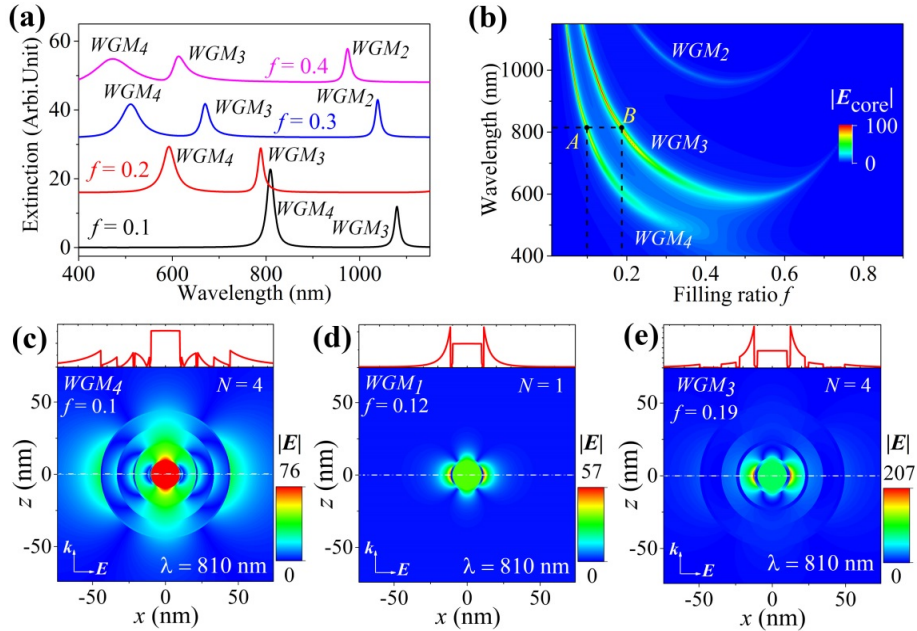 (a)
60
40
20
0
Extinction (Arbi.Unit)
WGM4
WGM3
f = 0.4
WGM2
WGM4
WGM3
f = 0.3
WGM2
WGM4
WGM3
f = 0.2
WGM4
WGM3
f = 0.1
400 600 800 1000
Wavelength (nm)
(b)
1000
800
600
400
Wavelength (nm)
WGM2
|Ecore|
100
0
A
B
WGM3
WGM4
0.2 0.4 0.6 0.8
Filling ratio f
(c)
WGM4
N = 4
f = 0.1
50
0
-50
z (nm)
k
E
λ = 810 nm
|E|
76
0
-50 0 50
x (nm)
(d)
WGM1
N = 1
f = 0.12
50
0
-50
z (nm)
k
E
λ = 810 nm
|E|
57
0
-50 0 50
x (nm)
(e)
WGM3
N = 4
f = 0.19
50
0
-50
z (nm)
k
E
λ = 810 nm
|E|
207
0
-50 0 50
x (nm)